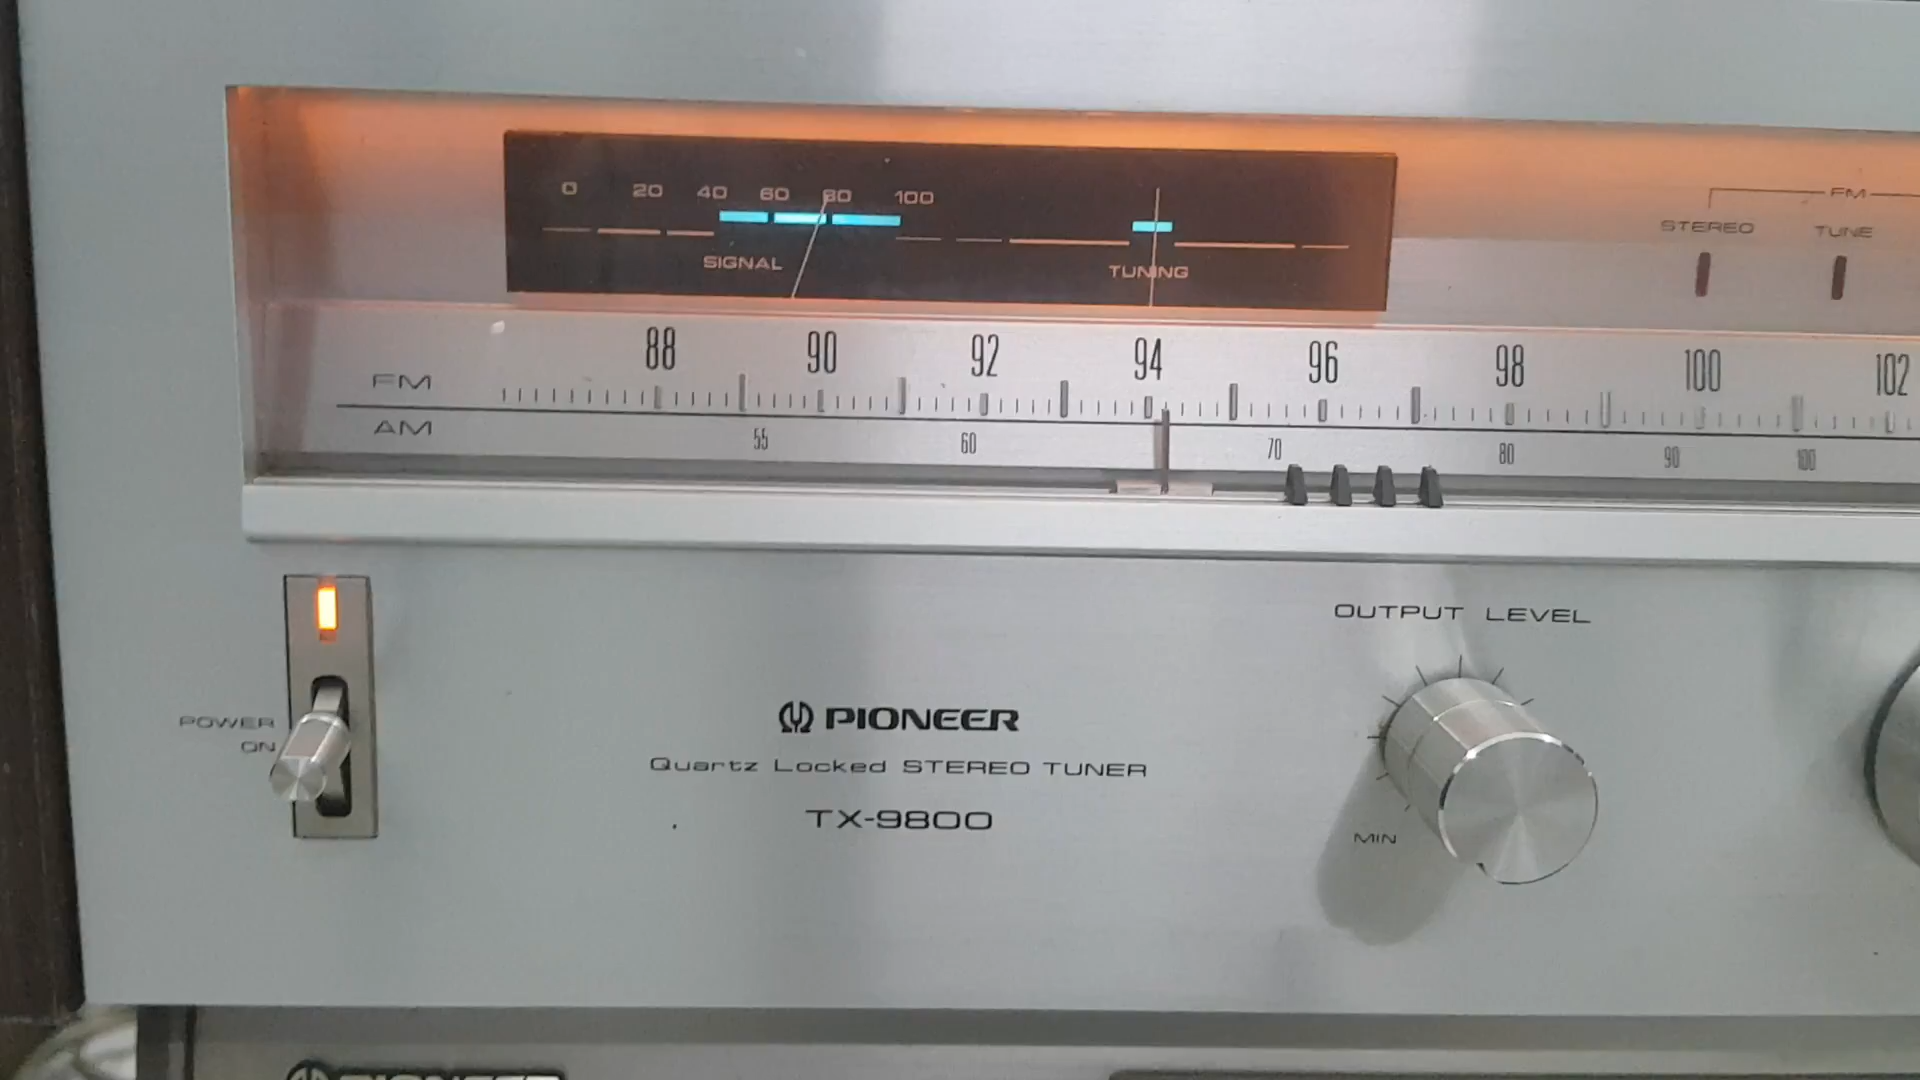 0 20 40 60 80 100
SIGNAL TUNING
FM
STEREO TUNE
88 90 92 94 96 98 100 102
FM
AM
55 60 70 80 90 100
OUTPUT LEVEL
POWER
ON
PIONEER
Quartz Locked STEREO TUNER
TX-9800
MIN
PIONEER